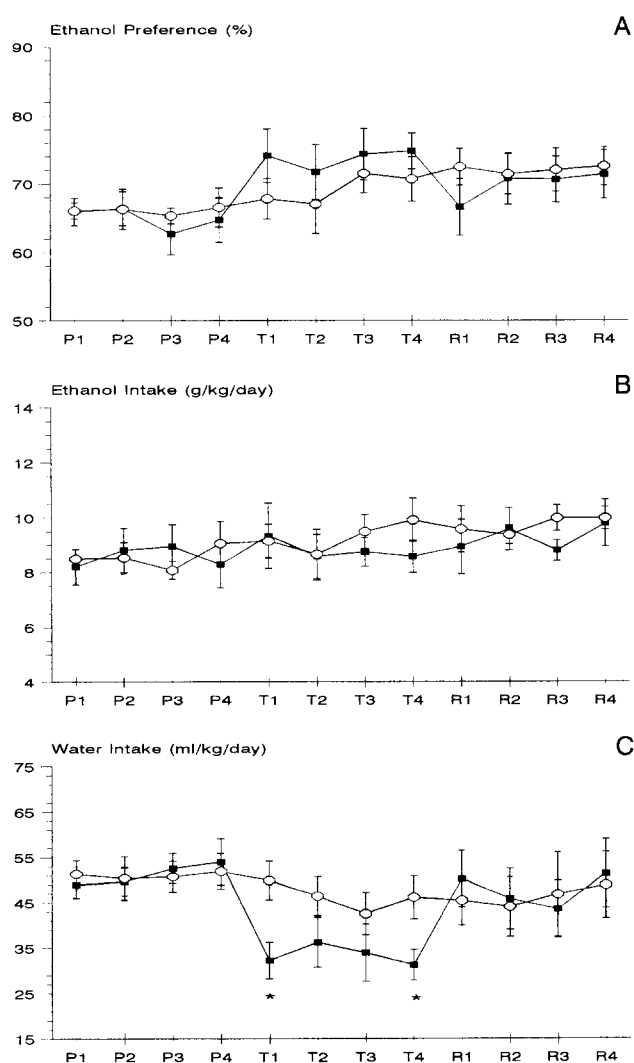 Ethanol Preference (%)
A
90
80
70
60
50
P1 P2 P3 P4 T1 T2 T3 T4 R1 R2 R3 R4
Ethanol Intake (g/kg/day)
B
14
12
10
8
6
4
P1 P2 P3 P4 T1 T2 T3 T4 R1 R2 R3 R4
Water Intake (ml/kg/day)
C
75
65
55
45
35
25
15
* *
P1 P2 P3 P4 T1 T2 T3 T4 R1 R2 R3 R4